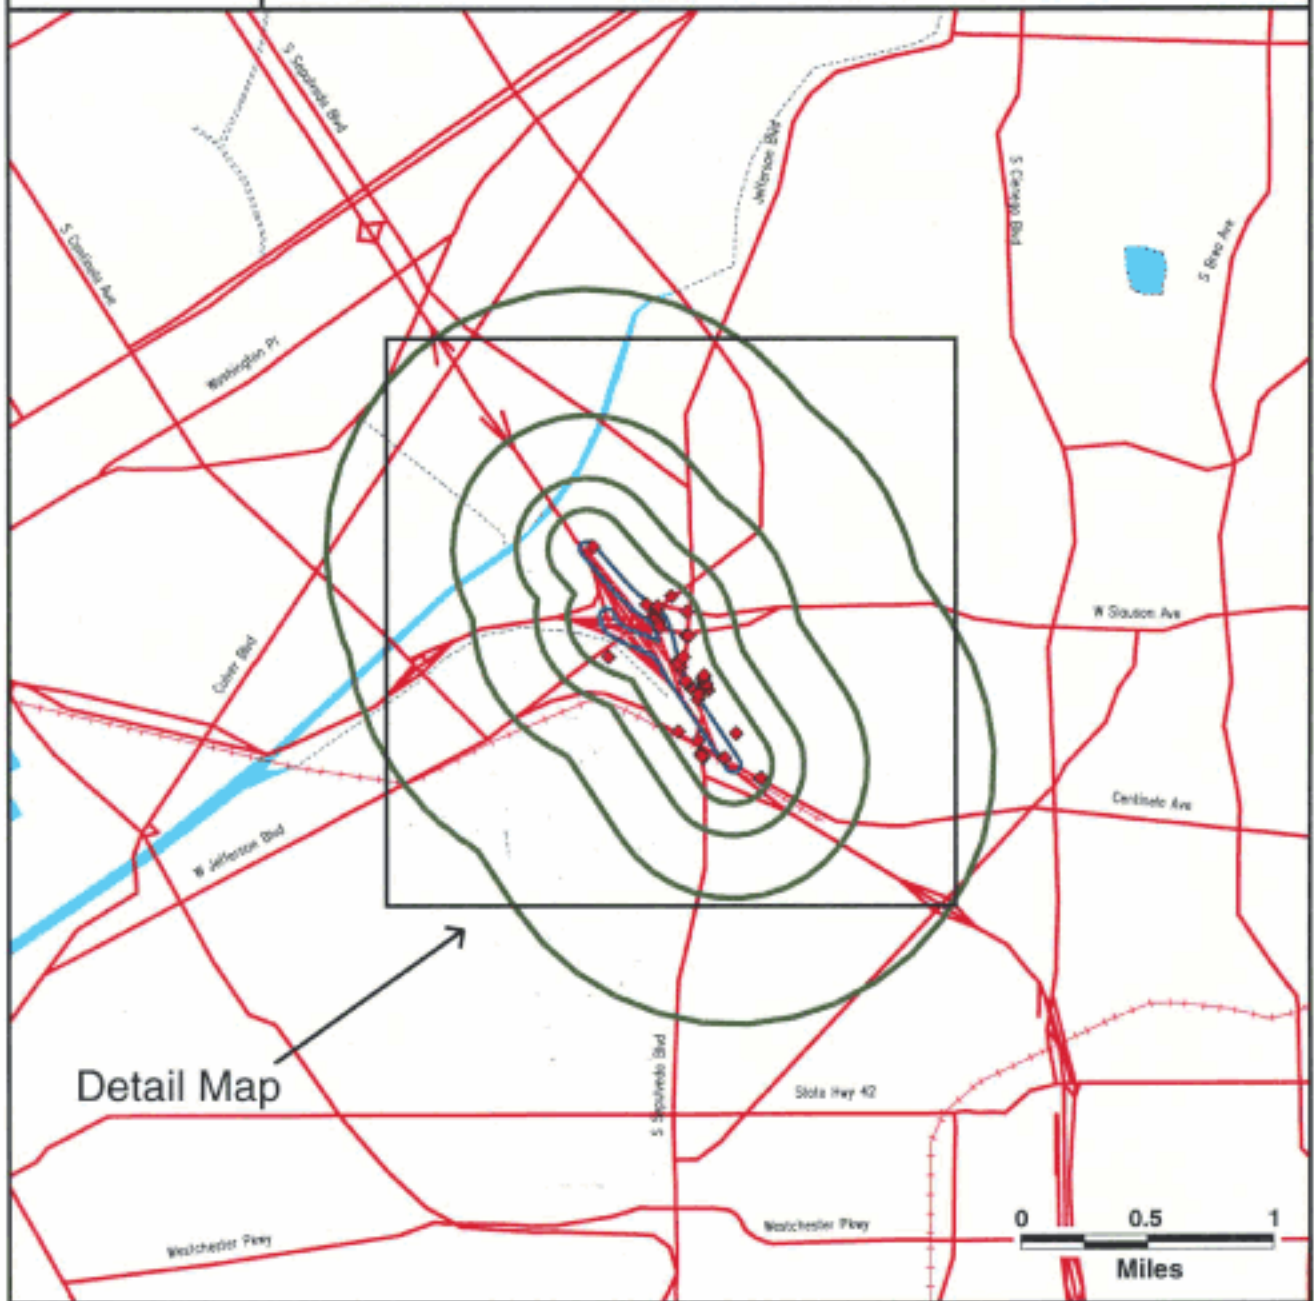 S Sepulveda Blvd
Jefferson Blvd
S Cienega Blvd
S Centinela Ave
S Brea Ave
Washington Pl
W Slauson Ave
Culver Blvd
Centinela Ave
W Jefferson Blvd
Detail Map
S Sepulveda Blvd
State Hwy 42
Westchester Pkwy
Westchester Pkwy
0 0.5 1
Miles